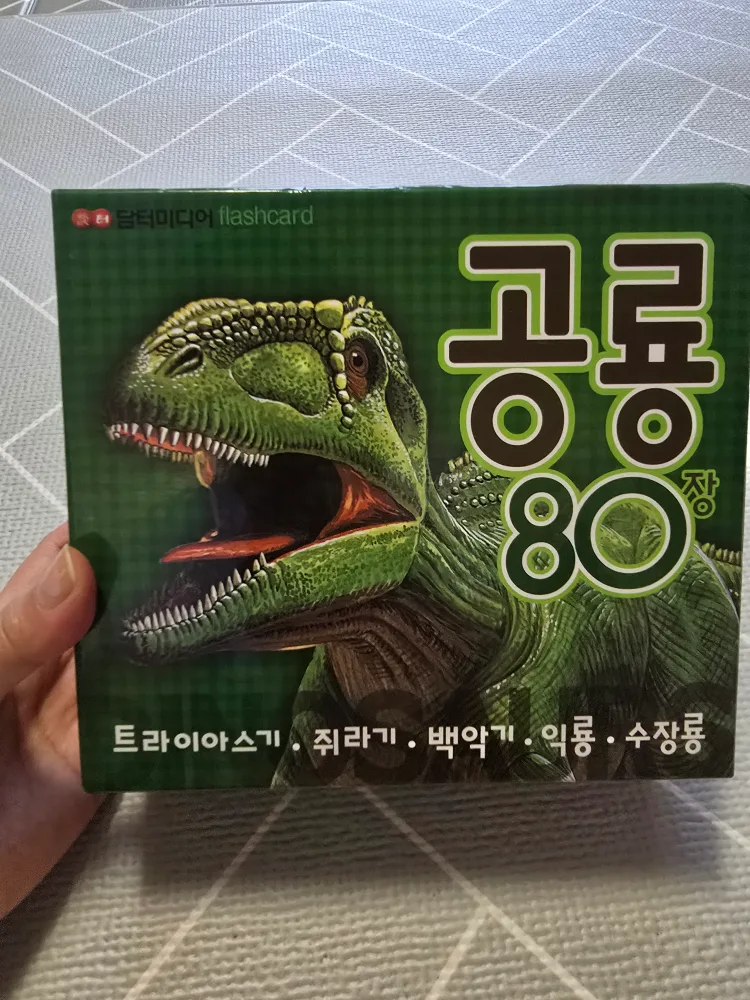 담터미디어 flashcard
공룡
80장
트라이아스기 · 쥐라기 · 백악기 · 익룡 · 수장룡